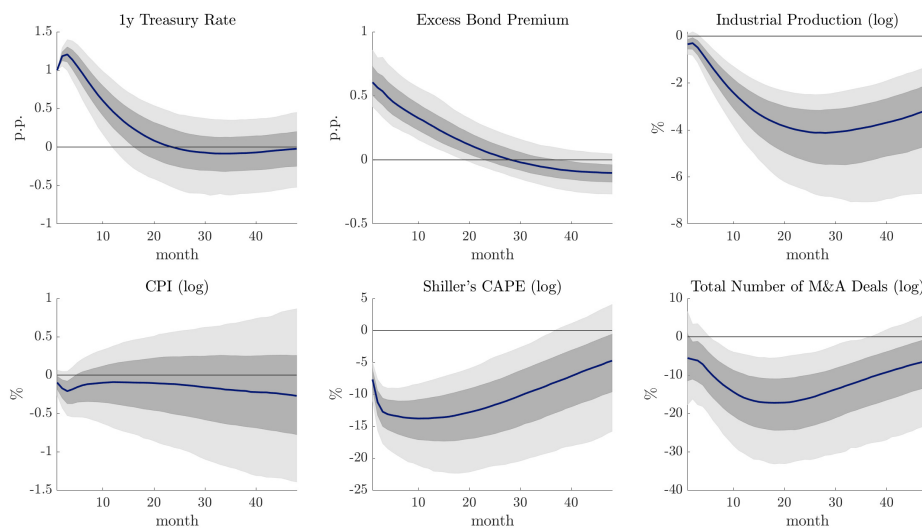 1y Treasury Rate
1.5
1
0.5
0
-0.5
-1
p.p.
10 20 30 40
month
Excess Bond Premium
1
0.5
0
0.5
p.p.
10 20 30 40
month
Industrial Production (log)
0
-2
-4
-6
-8
%
10 20 30 40
month
CPI (log)
1
0.5
0
-0.5
-1
-1.5
%
10 20 30 40
month
Shiller's CAPE (log)
5
0
-5
-10
-15
-20
25
%
10 20 30 40
month
Total Number of M&A Deals (log)
10
0
-10
-20
-30
-40
%
10 20 30 40
month